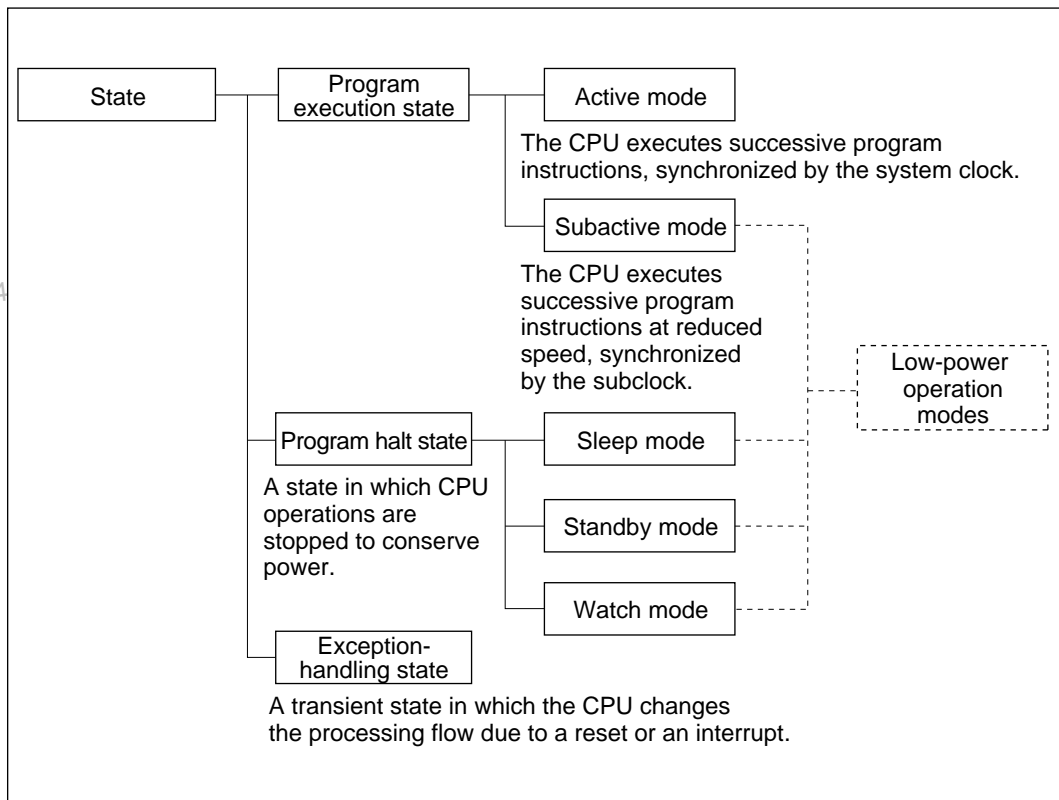 State
Program
execution state
Active mode
The CPU executes successive program
instructions, synchronized by the system clock.
Subactive mode
The CPU executes
successive program
instructions at reduced
speed, synchronized
by the subclock.
Low-power
operation
modes
Program halt state
A state in which CPU
operations are
stopped to conserve
power.
Sleep mode
Standby mode
Watch mode
Exception-
handling state
A transient state in which the CPU changes
the processing flow due to a reset or an interrupt.